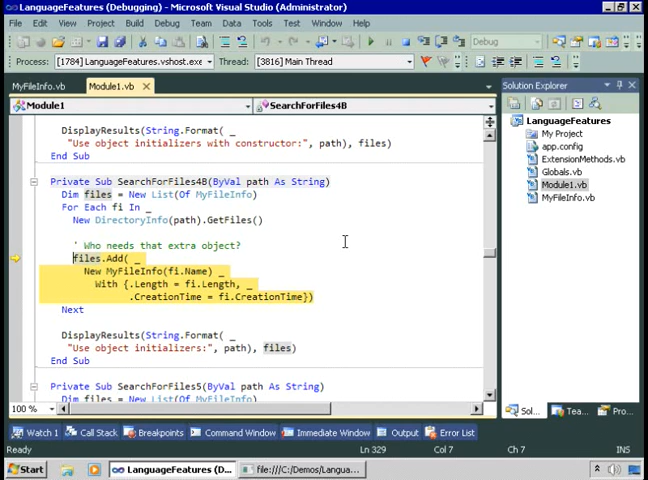 LanguageFeatures (Debugging) - Microsoft Visual Studio (Administrator)
File Edit View Project Build Debug Team Data Tools Test Window Help
Debug
Process: [1784] LanguageFeatures.vshost.exe Thread: [3816] Main Thread
MyFileInfo.vb Module1.vb
Module1 SearchForFiles4B
DisplayResults(String.Format( _
"Use object initializers with constructor:", path), files)
End Sub
Private Sub SearchForFiles4B(ByVal path As String)
Dim files = New List(Of MyFileInfo)
For Each fi In _
New DirectoryInfo(path).GetFiles()
' Who needs that extra object?
files.Add( _
New MyFileInfo(fi.Name) _
With {.Length = fi.Length, _
.CreationTime = fi.CreationTime})
Next
DisplayResults(String.Format( _
"Use object initializers:", path), files)
End Sub
Private Sub SearchForFiles5(ByVal path As String)
Dim files = New List(Of MyFileInfo)
100 %
Solution Explorer
LanguageFeatures
My Project
app.config
ExtensionMethods.vb
Globals.vb
Module1.vb
MyFileInfo.vb
Sol... Tea... Pro...
Watch 1 Call Stack Breakpoints Command Window Immediate Window Output Error List
Ready Ln 329 Col 7 Ch 7 INS
Start LanguageFeatures (D... file:///C:/Demos/Langua...